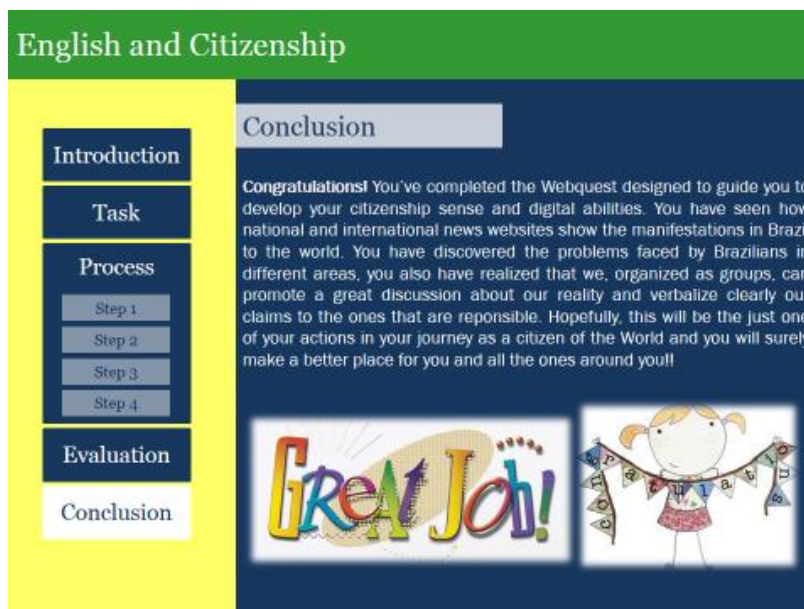 English and Citizenship
Introduction
Task
Process
Step 1
Step 2
Step 3
Step 4
Evaluation
Conclusion
Conclusion
Congratulations! You've completed the Webquest designed to guide you to
develop your citizenship sense and digital abilities. You have seen how
national and international news websites show the manifestations in Brazi
to the world. You have discovered the problems faced by Brazilians in
different areas, you also have realized that we, organized as groups, can
promote a great discussion about our reality and verbalize clearly ou
claims to the ones that are reponsible. Hopefully, this will be the just one
of your actions in your journey as a citizen of the World and you will surely
make a better place for you and all the ones around you!!
GReAt Job!
congratulations